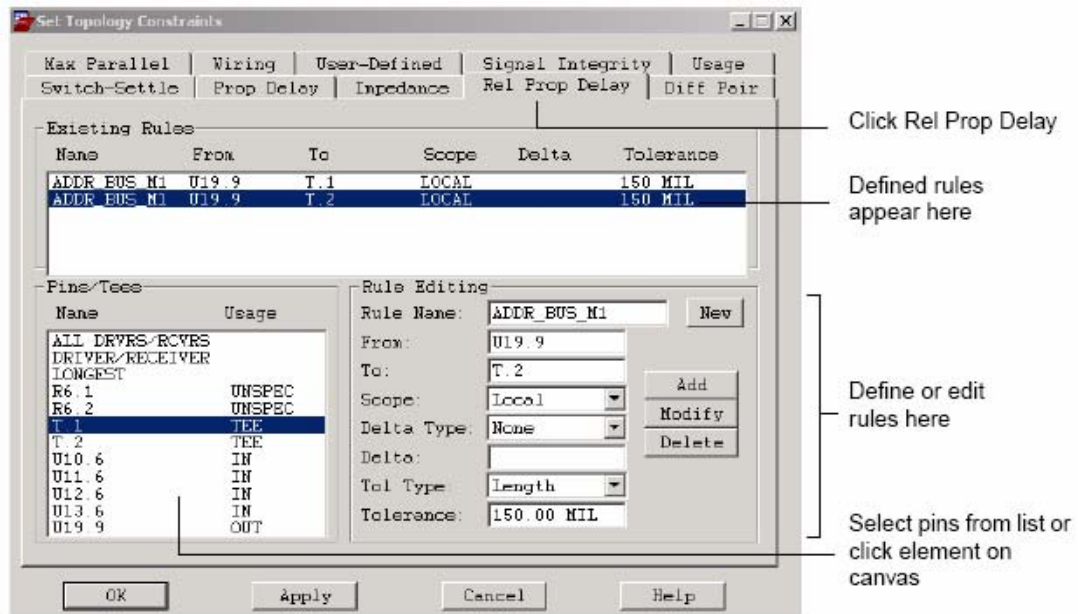 Set Topology Constraints
Max Parallel Wiring User-Defined Signal Integrity Usage
Switch-Settle Prop Delay Impedance Rel Prop Delay Diff Pair
Click Rel Prop Delay
Existing Rules
Name From To Scope Delta Tolerance
ADDR_BUS_M1 U19.9 T.1 LOCAL 150 MIL
ADDR_BUS_M1 U19.9 T.2 LOCAL 150 MIL
Defined rules
appear here
Pins/Tees
Name Usage
ALL DRVRS/RCVRS
DRIVER/RECEIVER
LONGEST
R6.1 UNSPEC
R6.2 UNSPEC
T.1 TEE
T.2 TEE
U10.6 IN
U11.6 IN
U12.6 IN
U13.6 IN
U19.9 OUT
Rule Editing
Rule Name: ADDR_BUS_M1 New
From: U19.9
To: T.2
Scope: Local
Delta Type: None
Delta:
Tol Type: Length
Tolerance: 150.00 MIL
Add
Modify
Delete
Define or edit
rules here
Select pins from list or
click element on
canvas
OK Apply Cancel Help